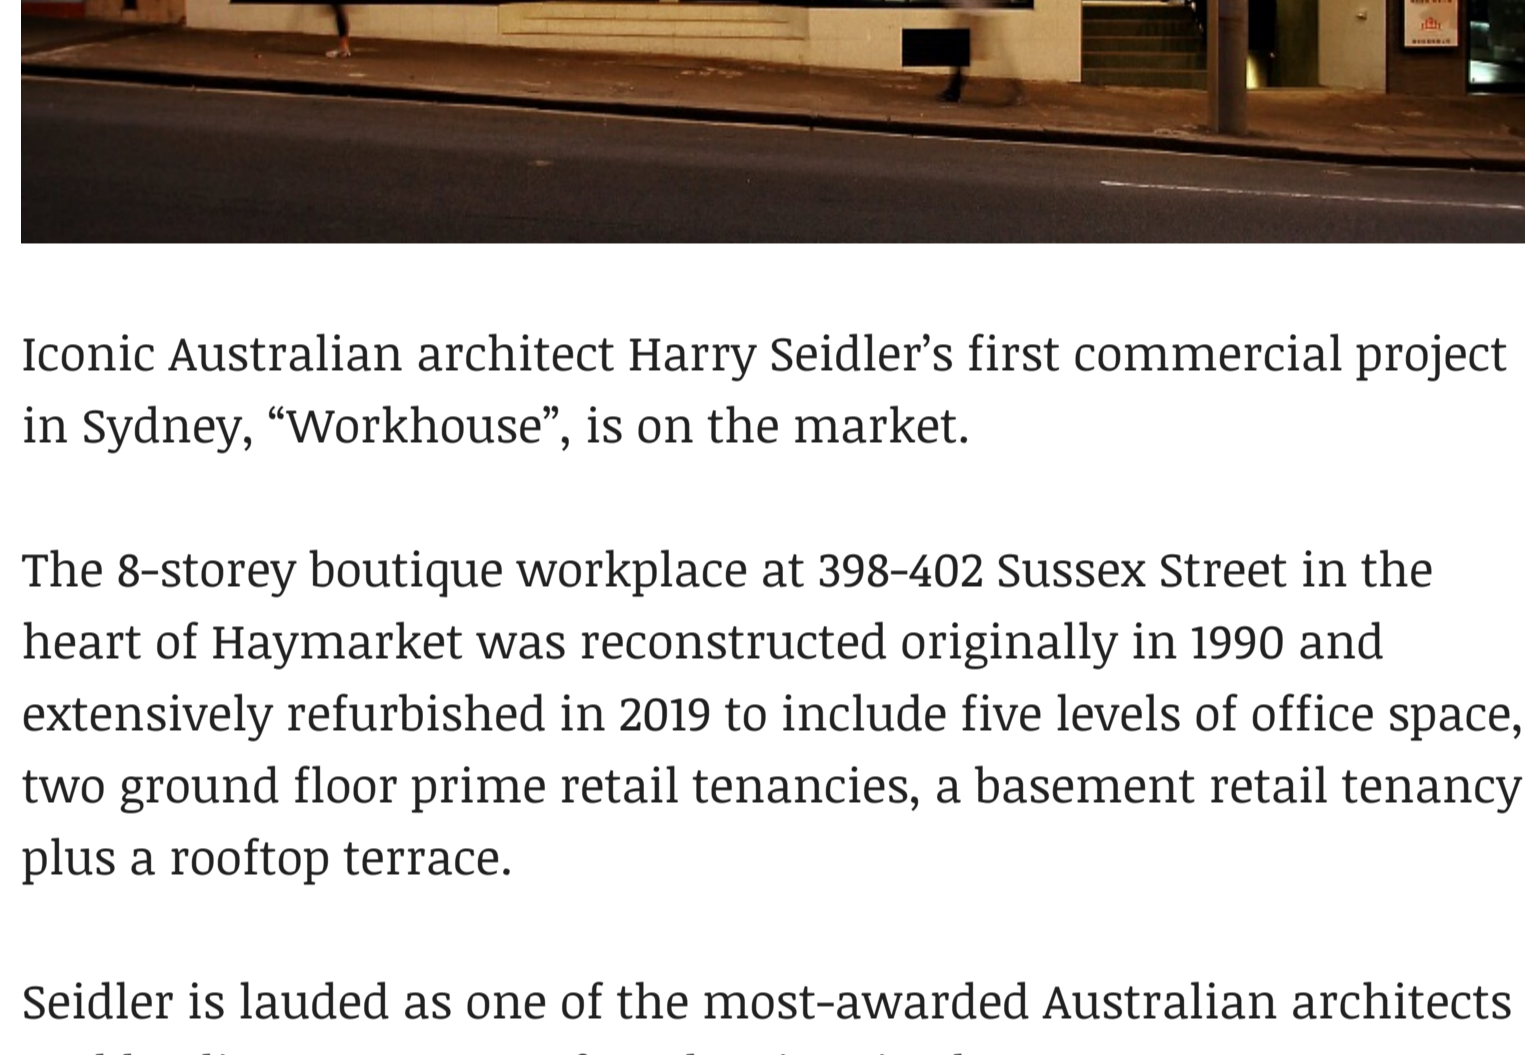 Iconic Australian architect Harry Seidler’s first commercial project
in Sydney, “Workhouse”, is on the market.
The 8-storey boutique workplace at 398-402 Sussex Street in the
heart of Haymarket was reconstructed originally in 1990 and
extensively refurbished in 2019 to include five levels of office space,
two ground floor prime retail tenancies, a basement retail tenancy
plus a rooftop terrace.
Seidler is lauded as one of the most-awarded Australian architects